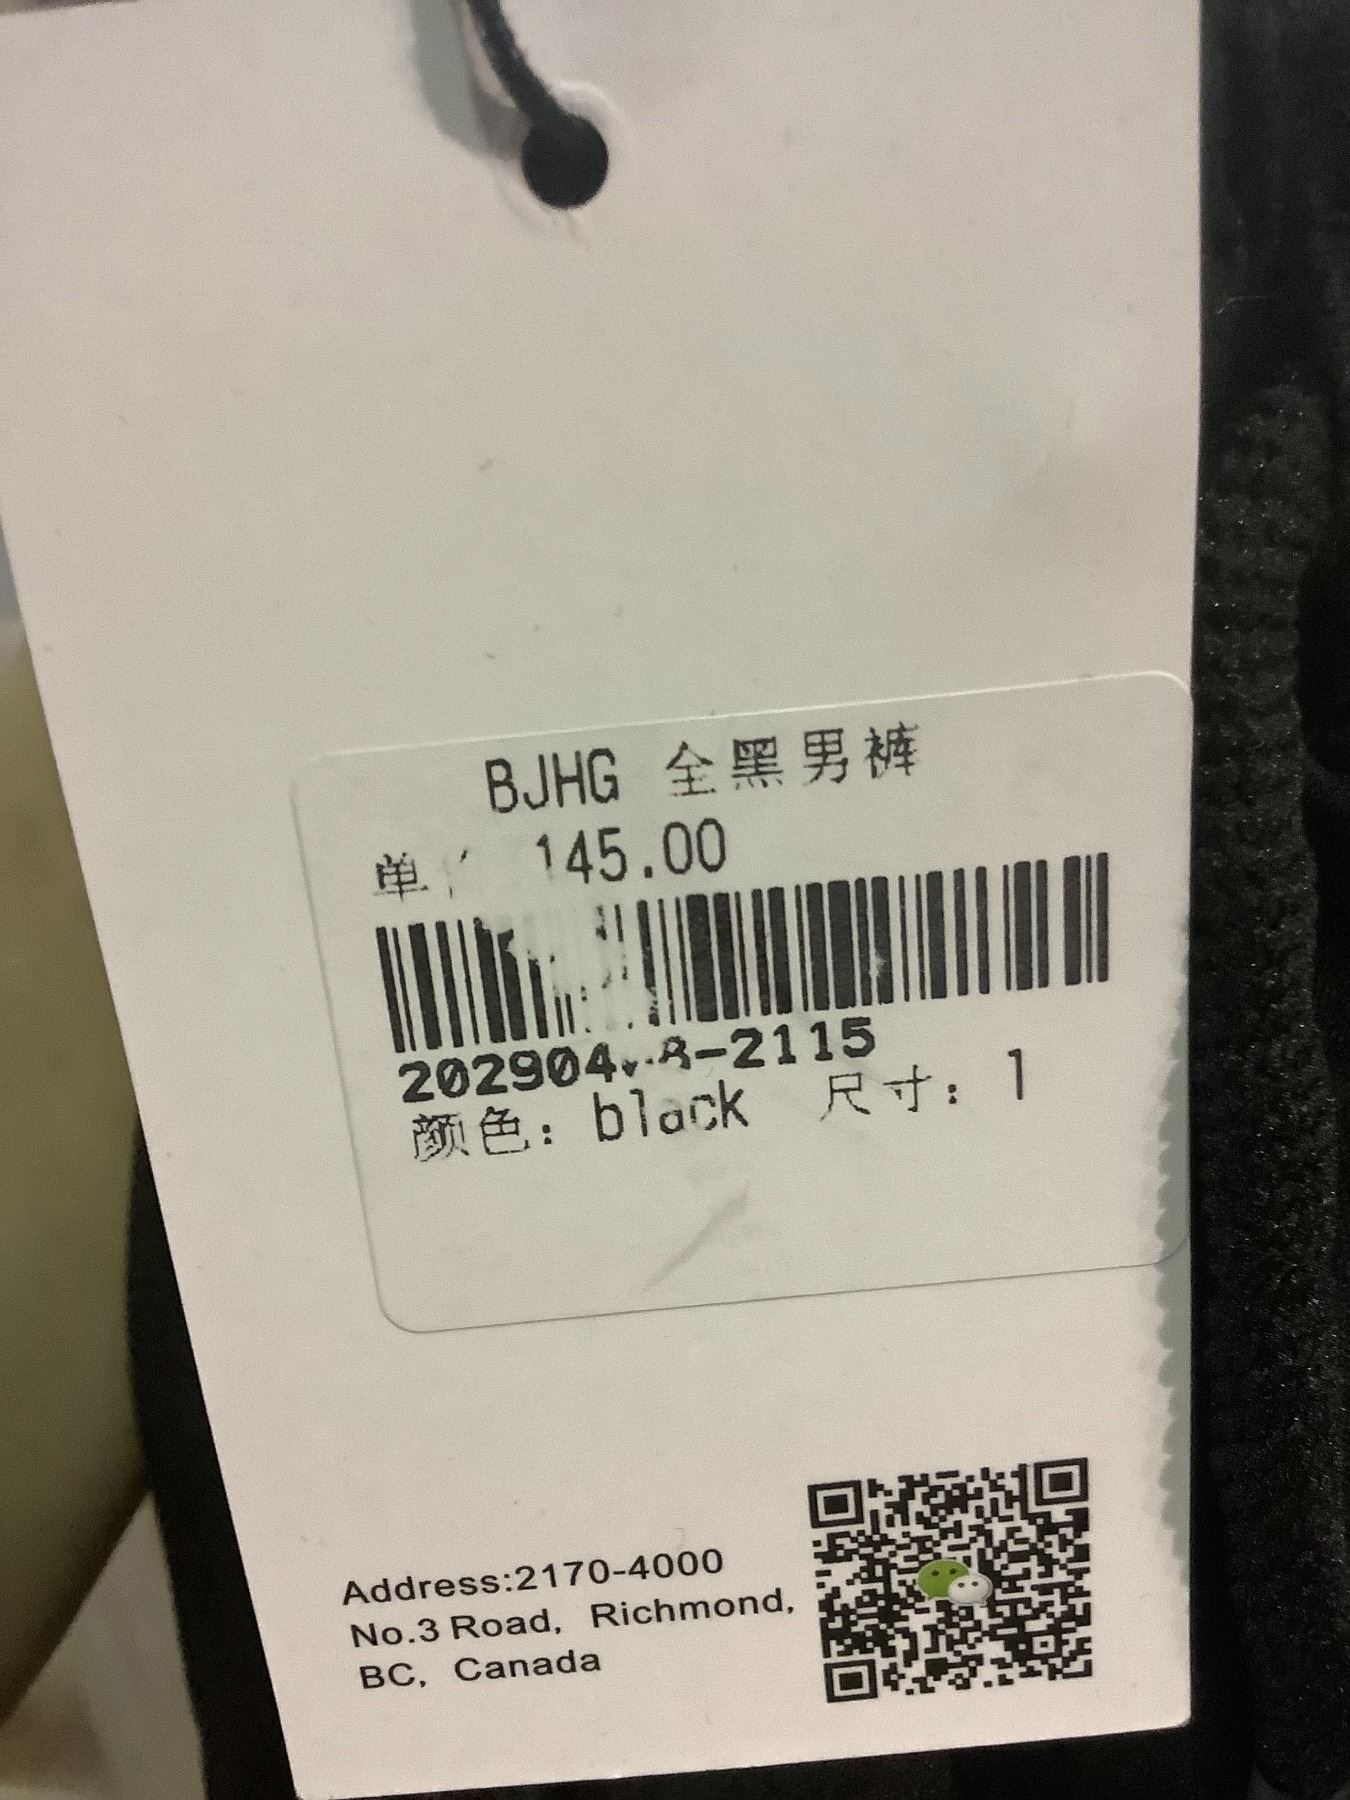 BJHG 全黑男裤
145.00
颜色: black 尺寸: 1
Address:2170-4000
No.3 Road, Richmond,
BC, Canada